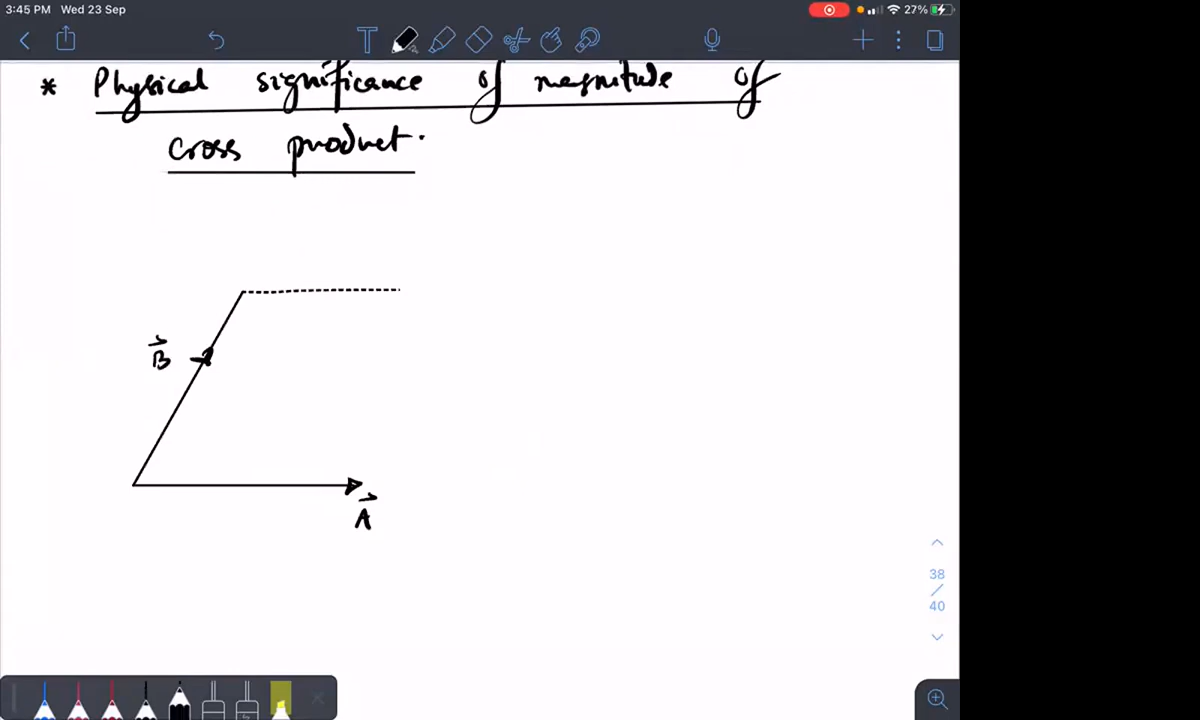 3:45 PM Wed 23 Sep 27%
* Physical significance of magnitude of
cross product.
B
A
38
/
40